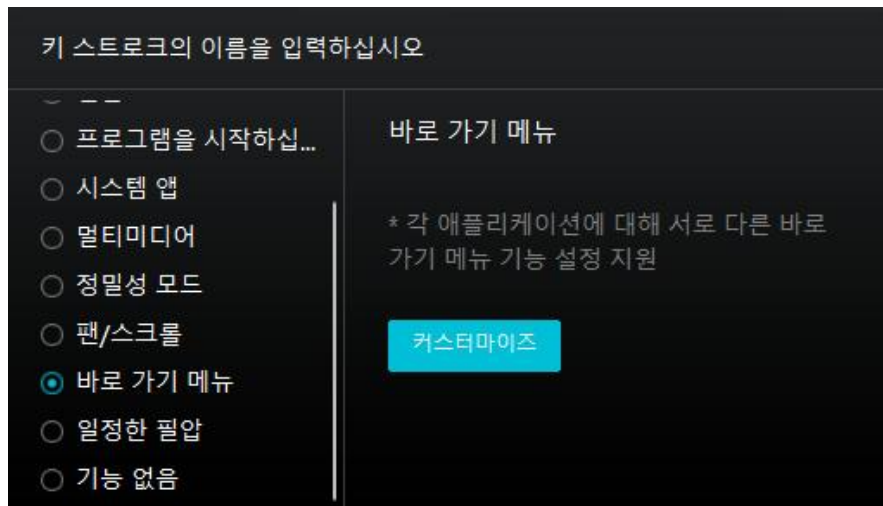 키 스트로크의 이름을 입력하십시오
프로그램을 시작하십...
시스템 앱
멀티미디어
정밀성 모드
팬/스크롤
바로 가기 메뉴
일정한 필압
기능 없음
바로 가기 메뉴
* 각 애플리케이션에 대해 서로 다른 바로
가기 메뉴 기능 설정 지원
커스터마이즈